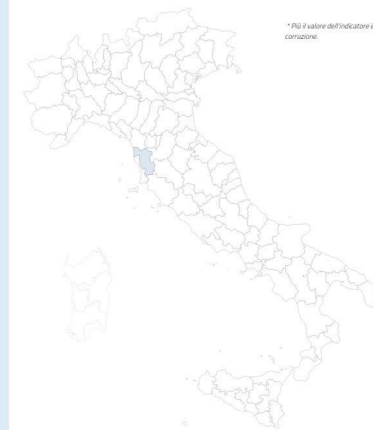 * Più il valore dell'indicatore è
corruzione.